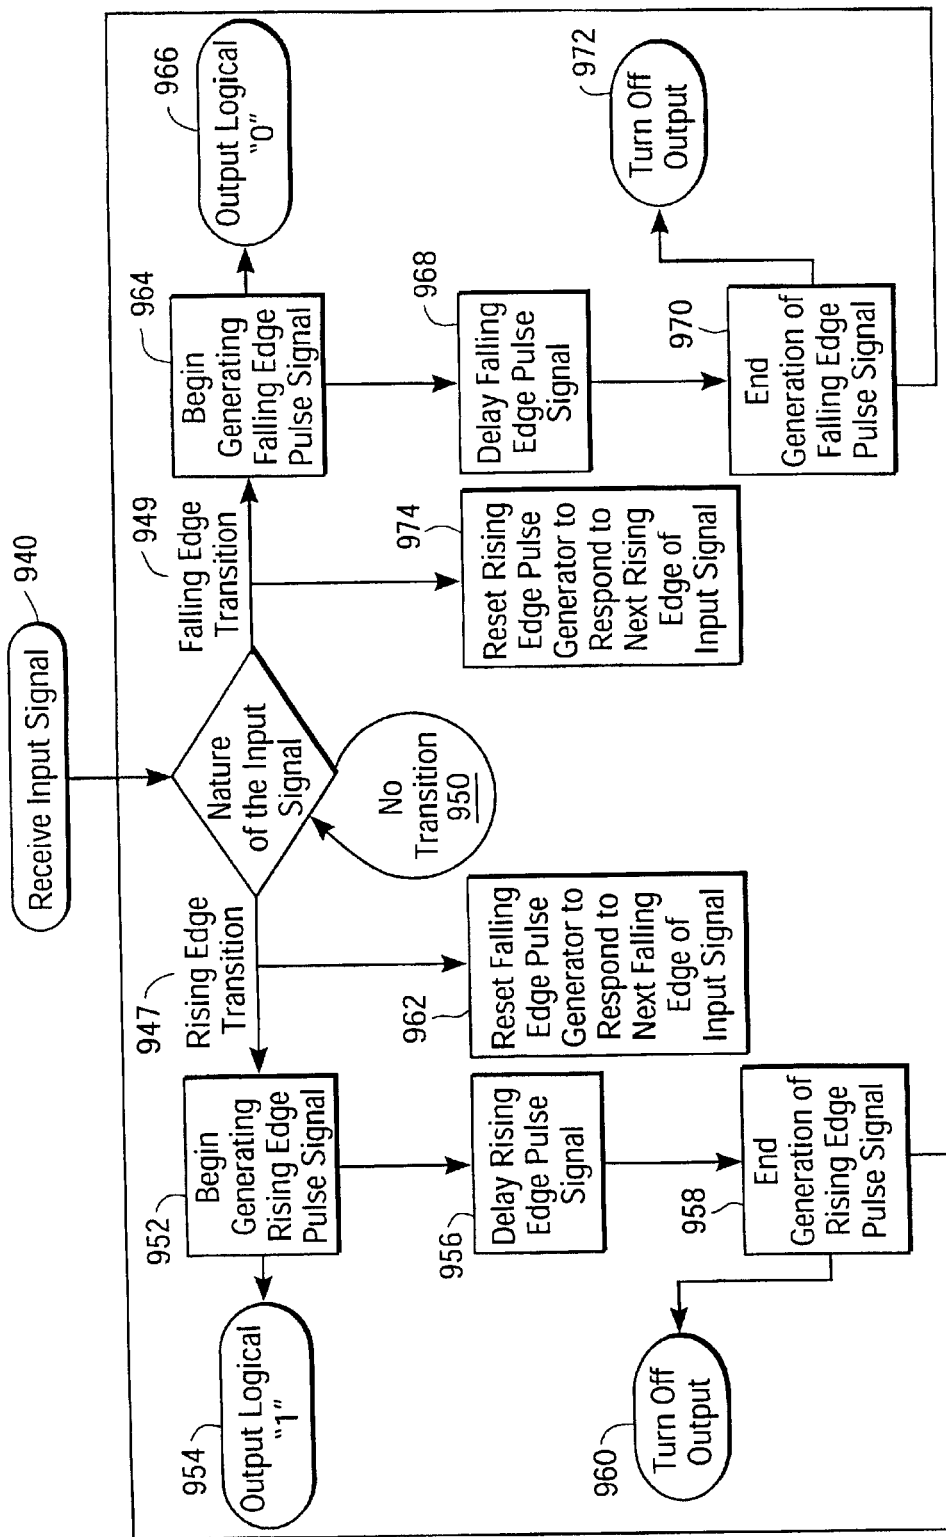 Receive Input Signal
940
Nature
of the Input
Signal
No
Transition
950
947
Rising Edge
Transition
949
Falling Edge
Transition
952
Begin
Generating
Rising Edge
Pulse Signal
954
Output Logical
"1"
956
Delay Rising
Edge Pulse
Signal
958
End
Generation of
Rising Edge
Pulse Signal
960
Turn Off
Output
962
Reset Falling
Edge Pulse
Generator to
Respond to
Next Falling
Edge of
Input Signal
964
Begin
Generating
Falling Edge
Pulse Signal
966
Output Logical
"0"
968
Delay Falling
Edge Pulse
Signal
970
End
Generation of
Falling Edge
Pulse Signal
972
Turn Off
Output
974
Reset Rising
Edge Pulse
Generator to
Respond to
Next Rising
Edge of
Input Signal